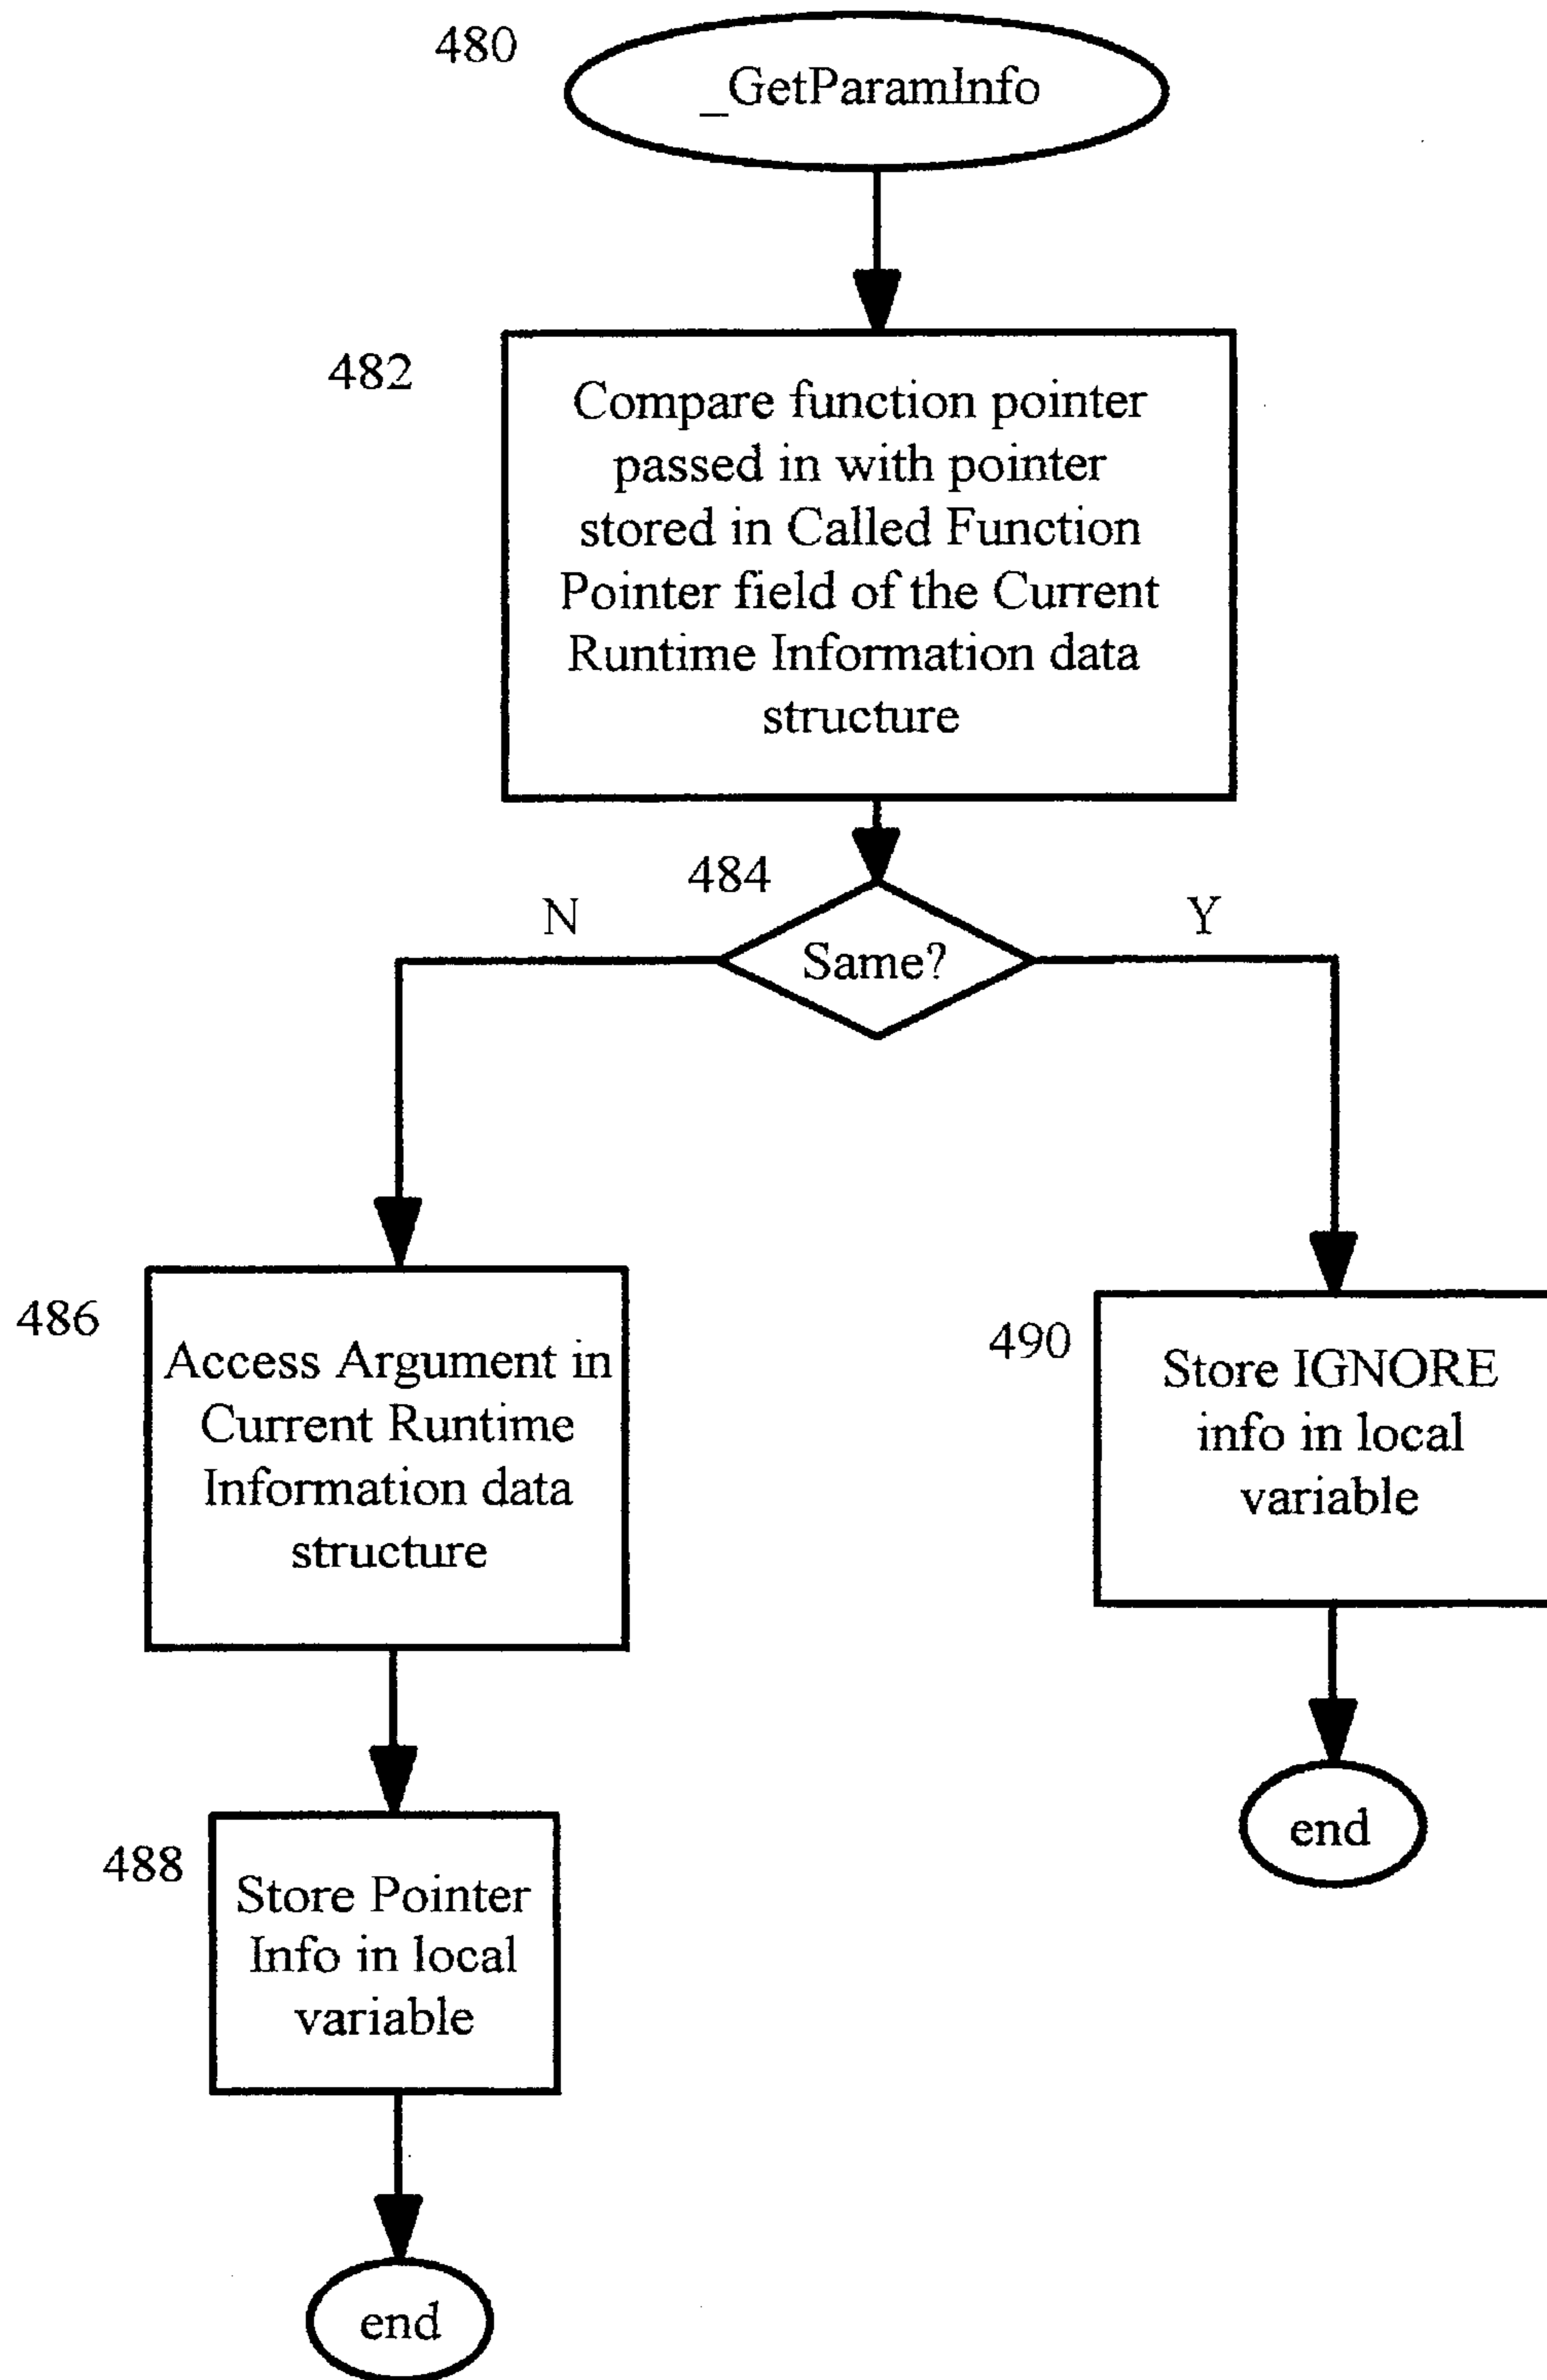 480
_GetParamInfo
482
Compare function pointer
passed in with pointer
stored in Called Function
Pointer field of the Current
Runtime Information data
structure
484
N
Y
Same?
486
Access Argument in
Current Runtime
Information data
structure
490
Store IGNORE
info in local
variable
488
Store Pointer
Info in local
variable
end
end